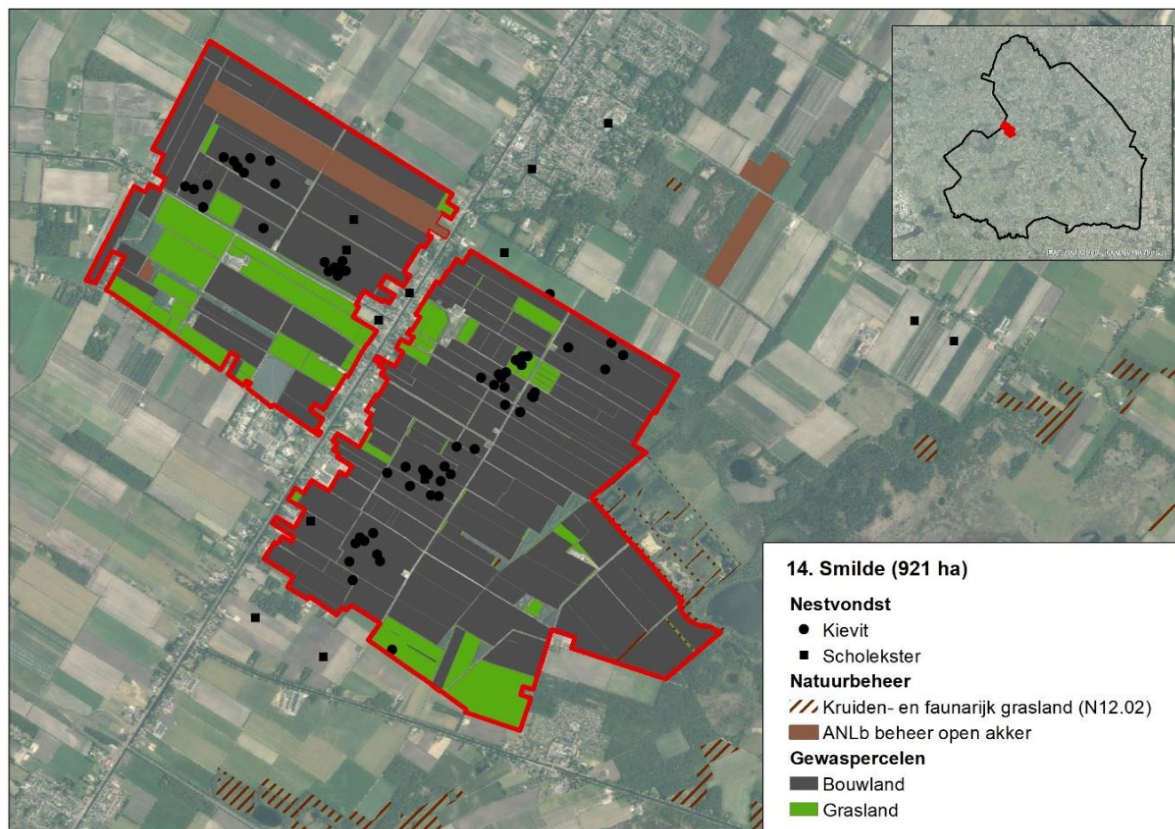 14. Smilde (921 ha)
Nestvondst
Kievit
Scholekster
Natuurbeheer
Kruiden- en faunarijk grasland (N12.02)
ANLb beheer open akker
Gewaspercelen
Bouwland
Grasland